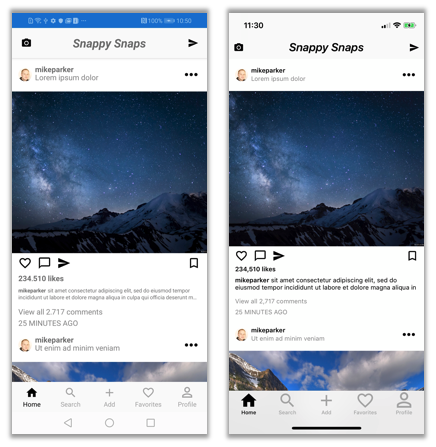 100% 10:50
Snappy Snaps
mikeparker
Lorem ipsum dolor
234.510 likes
mikeparker sit amet consectetur adipiscing elit, sed do eiusmod tempor
incididunt ut labore et dolore magna aliqua in culpa qui officia deserunt m...
View all 2.717 comments
25 MINUTES AGO
mikeparker
Ut enim ad minim veniam
Home Search Add Favorites Profile
11:30
Snappy Snaps
mikeparker
Lorem ipsum dolor
234,510 likes
mikeparker sit amet consectetur adipiscing elit, sed do
eiusmod tempor incididunt ut labore et dolore magna aliqua in
View all 2,717 comments
25 MINUTES AGO
mikeparker
Ut enim ad minim veniam
Home Search Add Favorites Profile